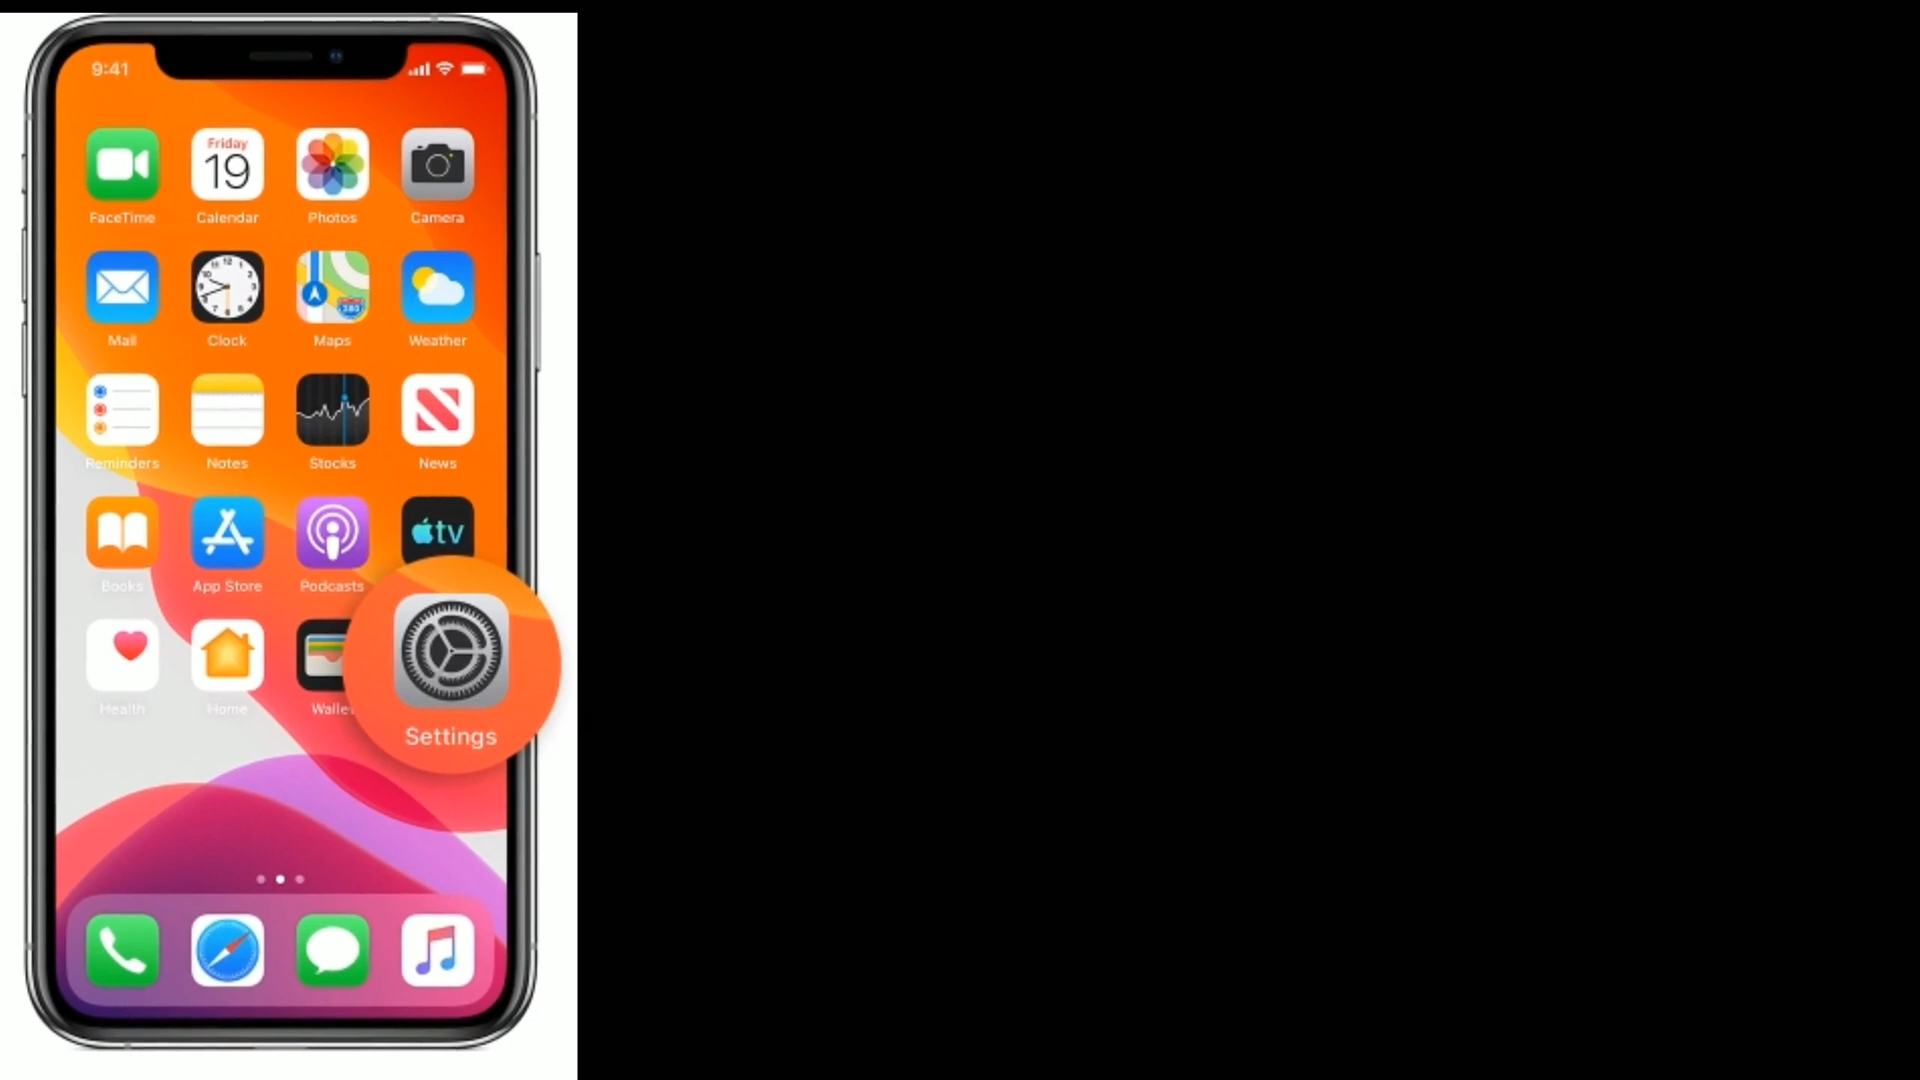 9:41
Friday
19
FaceTime
Calendar
Photos
Camera
Mail
Clock
Maps
Weather
Reminders
Notes
Stocks
News
tv
Books
App Store
Podcasts
Health
Home
Walle
Settings